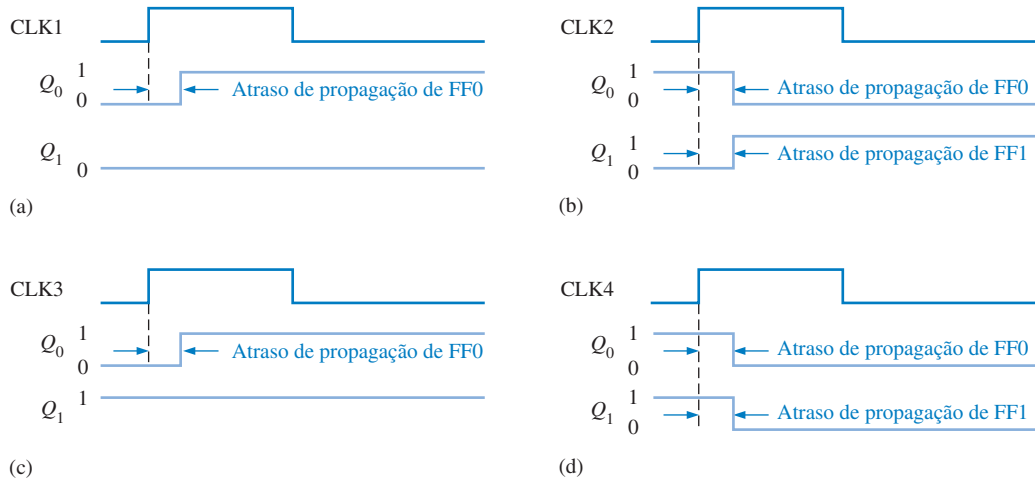 CLK1
Q0 1 0 Atraso de propagação de FF0
Q1 0
(a)
CLK2
Q0 1 0 Atraso de propagação de FF0
Q1 1 0 Atraso de propagação de FF1
(b)
CLK3
Q0 1 0 Atraso de propagação de FF0
Q1 1
(c)
CLK4
Q0 1 0 Atraso de propagação de FF0
Q1 1 0 Atraso de propagação de FF1
(d)